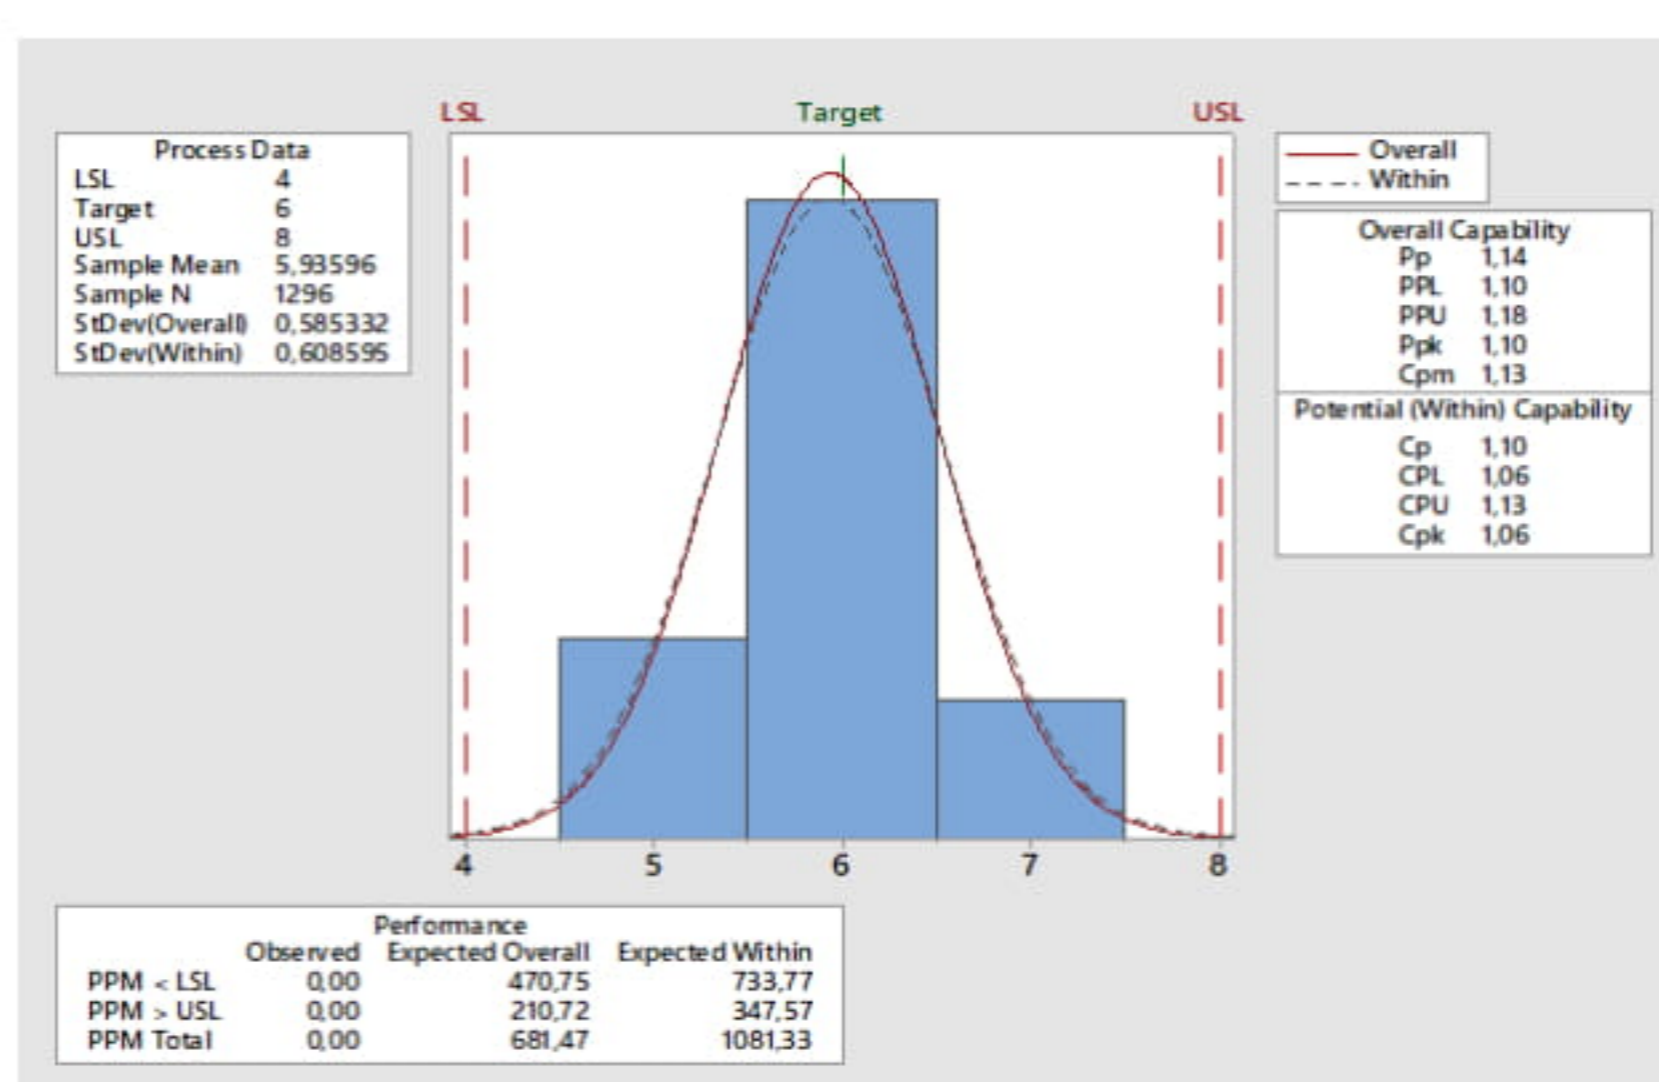 LSL Target USL
Process Data
LSL 4
Target 6
USL 8
Sample Mean 5,93596
Sample N 1296
StDev(Overall) 0,585332
StDev(Within) 0,608595
Overall
Within
Overall Capability
Pp 1,14
PPL 1,10
PPU 1,18
Ppk 1,10
Cpm 1,13
Potential (Within) Capability
Cp 1,10
CPL 1,06
CPU 1,13
Cpk 1,06
4 5 6 7 8
Performance
Observed Expected Overall Expected Within
PPM < LSL 0,00 470,75 733,77
PPM > USL 0,00 210,72 347,57
PPM Total 0,00 681,47 1081,33